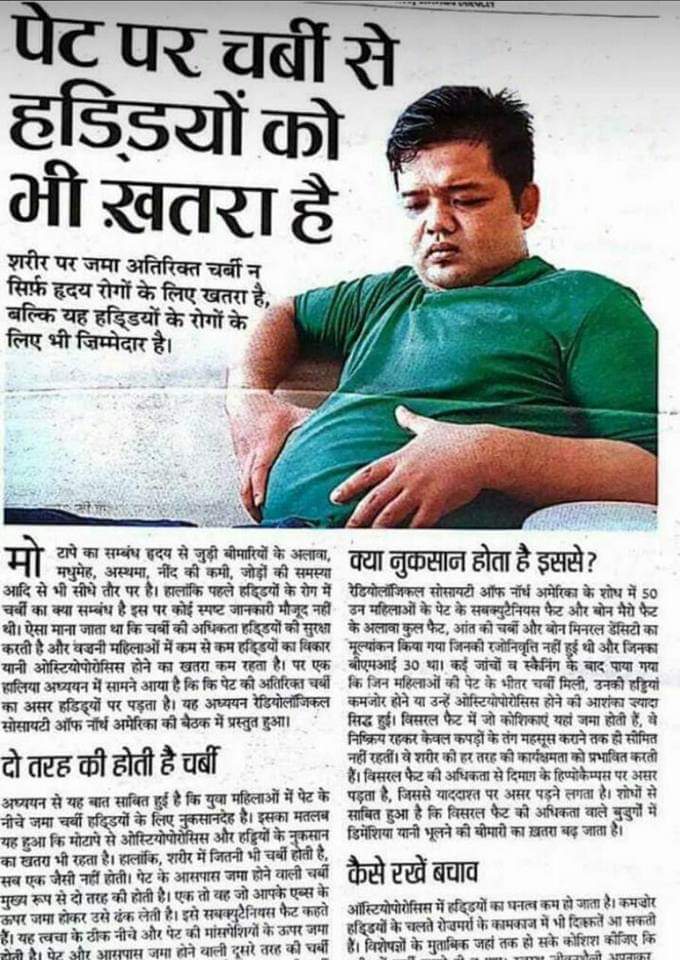 पेट पर चर्बी से
हडि्डयों को
भी ख़तरा है
शरीर पर जमा अतिरिक्त चर्बी न
सिर्फ़ हृदय रोगों के लिए खतरा है,
बल्कि यह हडि्डयों के रोगों के
लिए भी ज़िम्मेदार है।
मोटापे का सम्बंध हृदय से जुड़ी बीमारियों के अलावा,
मधुमेह, अस्थमा, नींद की कमी, जोड़ों की समस्या
आदि से भी सीधे तौर पर है। हालांकि पहले हडि्डयों के रोग में
चर्बी का क्या सम्बंध है इस पर कोई स्पष्ट जानकारी मौजूद नहीं
थी। ऐसा माना जाता था कि चर्बी की अधिकता हडि्डयों की सुरक्षा
करती है और वज़नी महिलाओं में कम से कम हडि्डयों का विकार
यानी ओस्टियोपोरोसिस होने का खतरा कम रहता है। पर एक
हालिया अध्ययन में सामने आया है कि कि पेट की अतिरिक्त चर्बी
का असर हडि्डयों पर पड़ता है। यह अध्ययन रेडियोलॉजिकल
सोसायटी ऑफ नॉर्थ अमेरिका की बैठक में प्रस्तुत हुआ।
दो तरह की होती है चर्बी
अध्ययन से यह बात साबित हुई है कि युवा महिलाओं में पेट के
नीचे जमा चर्बी हडि्डयों के लिए नुकसानदेह है। इसका मतलब
यह हुआ कि मोटापे से ओस्टियोपोरोसिस और हड्डियों के नुकसान
का खतरा भी रहता है। हालांकि, शरीर में जितनी भी चर्बी होती है,
सब एक जैसी नहीं होती। पेट के आसपास जमा होने वाली चर्बी
मुख्य रूप से दो तरह की होती है। एक तो वह जो आपके एब्स के
ऊपर जमा होकर उसे ढंक लेती है। इसे सबक्युटैनियस फैट कहते
हैं। यह त्वचा के ठीक नीचे और पेट की मांसपेशियों के ऊपर जमा
होती है। पेट और आसपास जमा होने वाली दूसरे तरह की चर्बी
क्या नुकसान होता है इससे?
रेडियोलॉजिकल सोसायटी ऑफ नॉर्थ अमेरिका के शोध में 50
उन महिलाओं के पेट के सबक्युटैनियस फैट और बोन मैरो फैट
के अलावा कुल फैट, आंत की चर्बी और बोन मिनरल डेंसिटी का
मूल्यांकन किया गया जिनकी रजोनिवृत्ति नहीं हुई थी और जिनका
बीएमआई 30 था। कई जांचों व स्कैनिंग के बाद पाया गया
कि जिन महिलाओं की पेट के भीतर चर्बी मिली, उनकी हड्डियां
कमजोर होने या उन्हें ओस्टियोपोरोसिस होने की आशंका ज्यादा
सिद्ध हुई। विसरल फैट में जो कोशिकाएं यहां जमा होती हैं, वे
निष्क्रिय रहकर केवल कपड़ों के तंग महसूस कराने तक ही सीमित
नहीं रहतीं। वे शरीर की हर तरह की कार्यक्षमता को प्रभावित करती
हैं। विसरल फैट की अधिकता से दिमाग के हिप्पोकैम्पस पर असर
पड़ता है, जिससे याददाश्त पर असर पड़ने लगता है। शोधों से
साबित हुआ है कि विसरल फैट की अधिकता वाले बुज़ुर्गों में
डिमेंशिया यानी भूलने की बीमारी का ख़तरा बढ़ जाता है।
कैसे रखें बचाव
ऑस्टियोपोरोसिस में हडि्डयों का घनत्व कम हो जाता है। कमज़ोर
हडि्डयों के चलते रोजमर्रा के कामकाज में भी दिक़्क़तें आ सकती
हैं। विशेषज्ञों के मुताबिक जहां तक हो सके कोशिश कीजिए कि